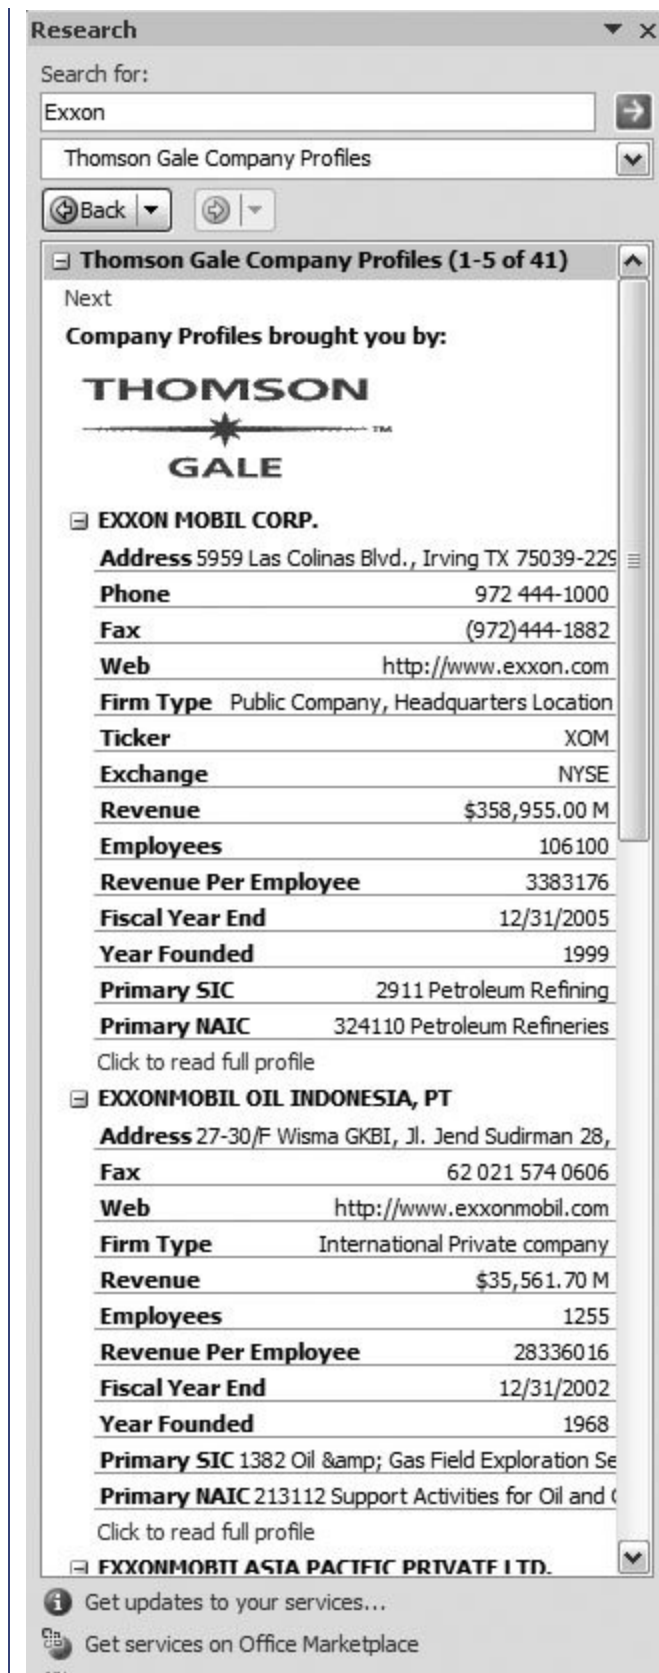 Research
Search for:
Exxon
Thomson Gale Company Profiles
Back
Thomson Gale Company Profiles (1-5 of 41)
Next
Company Profiles brought you by:
THOMSON
TM
GALE
EXXON MOBIL CORP.
Address 5959 Las Colinas Blvd., Irving TX 75039-229
Phone 972 444-1000
Fax (972)444-1882
Web http://www.exxon.com
Firm Type Public Company, Headquarters Location
Ticker XOM
Exchange NYSE
Revenue $358,955.00 M
Employees 106100
Revenue Per Employee 3383176
Fiscal Year End 12/31/2005
Year Founded 1999
Primary SIC 2911 Petroleum Refining
Primary NAIC 324110 Petroleum Refineries
Click to read full profile
EXXONMOBIL OIL INDONESIA, PT
Address 27-30/F Wisma GKBI, Jl. Jend Sudirman 28,
Fax 62 021 574 0606
Web http://www.exxonmobil.com
Firm Type International Private company
Revenue $35,561.70 M
Employees 1255
Revenue Per Employee 28336016
Fiscal Year End 12/31/2002
Year Founded 1968
Primary SIC 1382 Oil &amp; Gas Field Exploration Se
Primary NAIC 213112 Support Activities for Oil and
Click to read full profile
EXXONMOBIL ASIA PACIFIC PRIVATE LTD.
Get updates to your services...
Get services on Office Marketplace